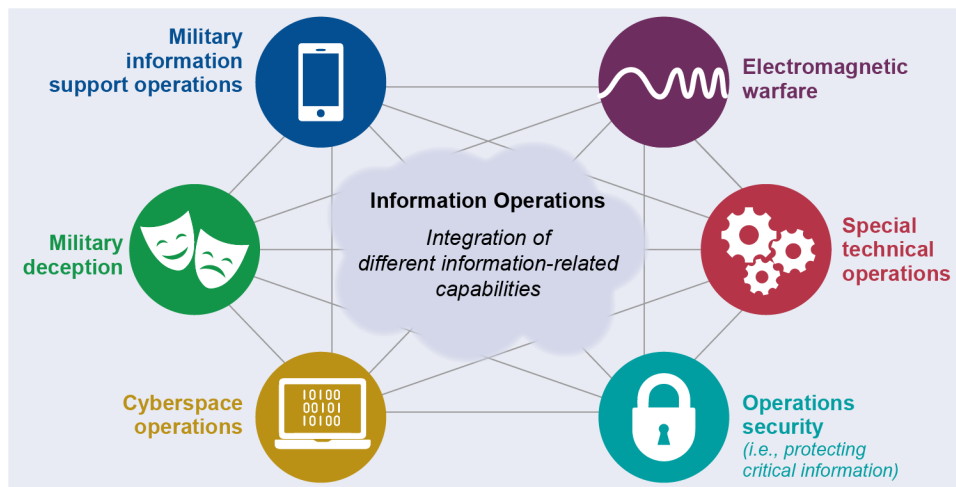 Military
information
support operations
Electromagnetic
warfare
Information Operations
Integration of
different information-related
capabilities
Military
deception
Special
technical
operations
Cyberspace
operations
10100
00101
10100
Operations
security
(i.e., protecting
critical information)